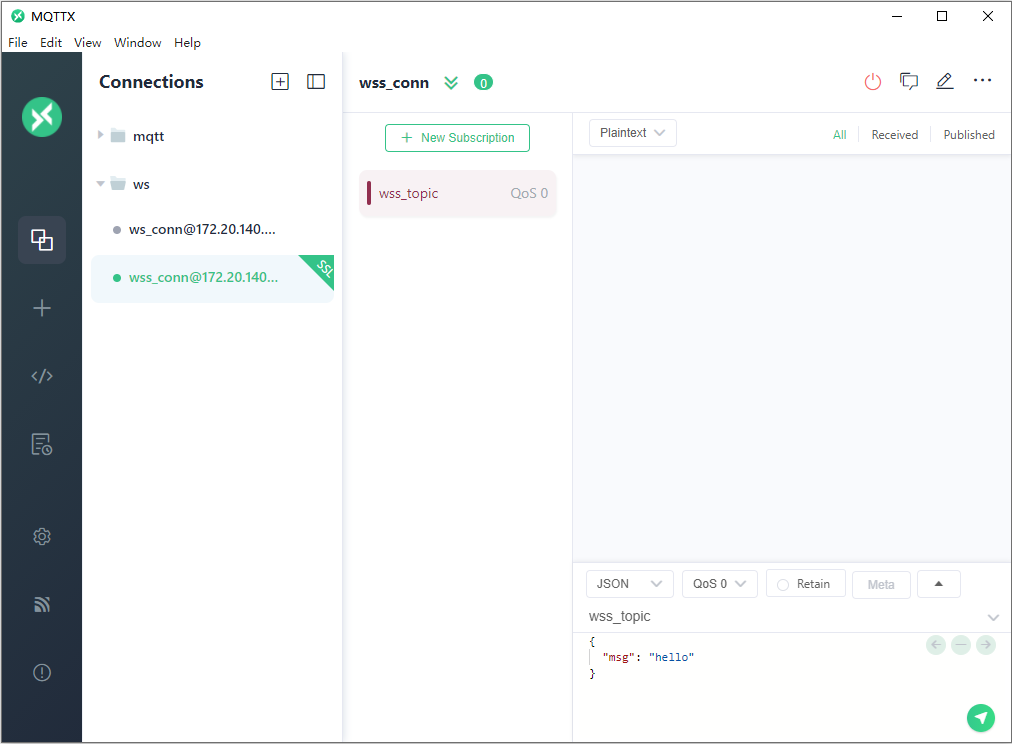 MQTTX
File Edit View Window Help
Connections
mqtt
ws
ws_conn@172.20.140....
wss_conn@172.20.140...
SSL
wss_conn 0
New Subscription
wss_topic QoS 0
Plaintext
All Received Published
JSON QoS 0 Retain Meta
wss_topic
{
"msg": "hello"
}